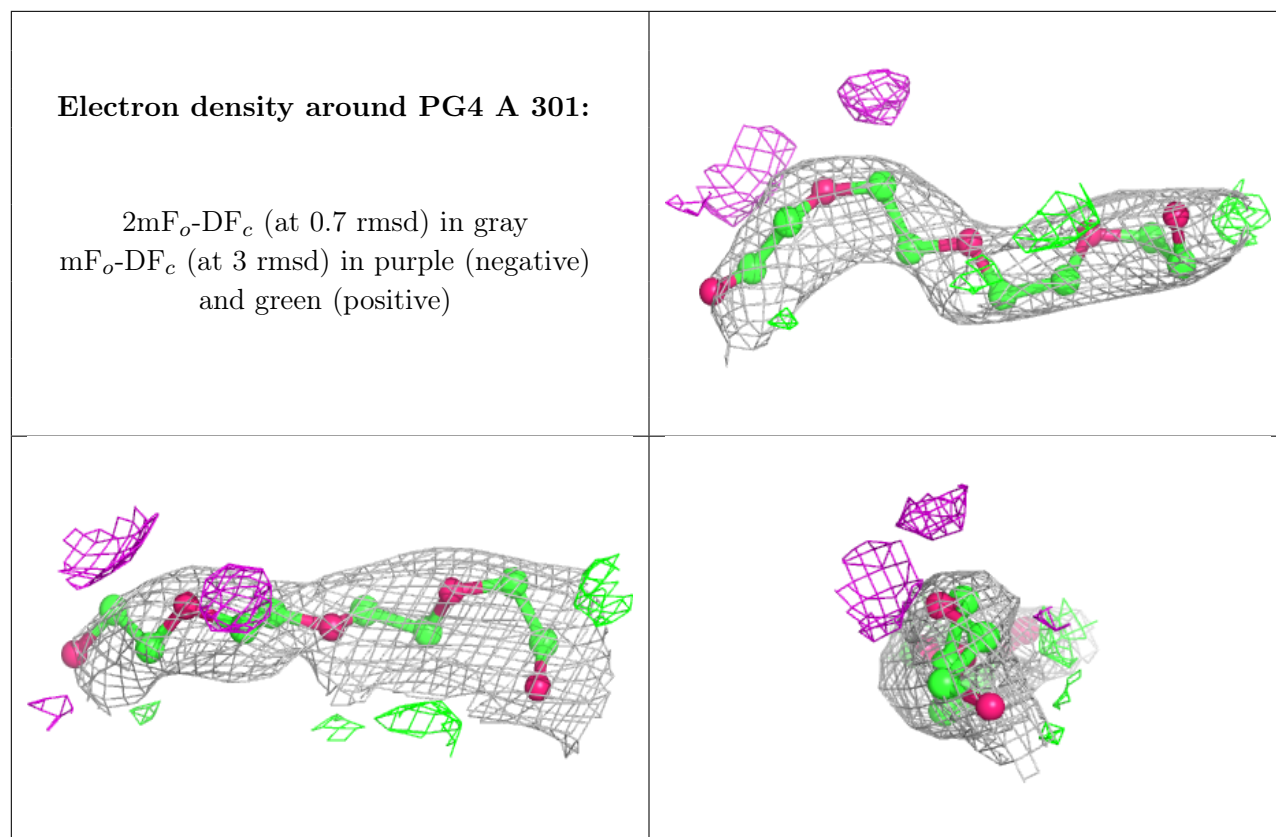 Electron density around PG4 A 301:
2mFₒ-DF𝒸 (at 0.7 rmsd) in gray
mFₒ-DF𝒸 (at 3 rmsd) in purple (negative)
and green (positive)